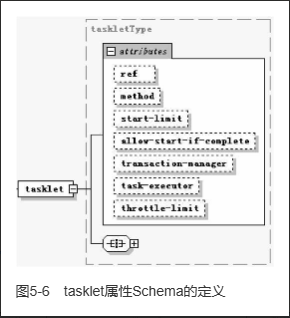 taskletType
attributes
ref
method
start-limit
allow-start-if-complete
transaction-manager
task-executor
throttle-limit
tasklet
图5-6 tasklet属性Schema的定义